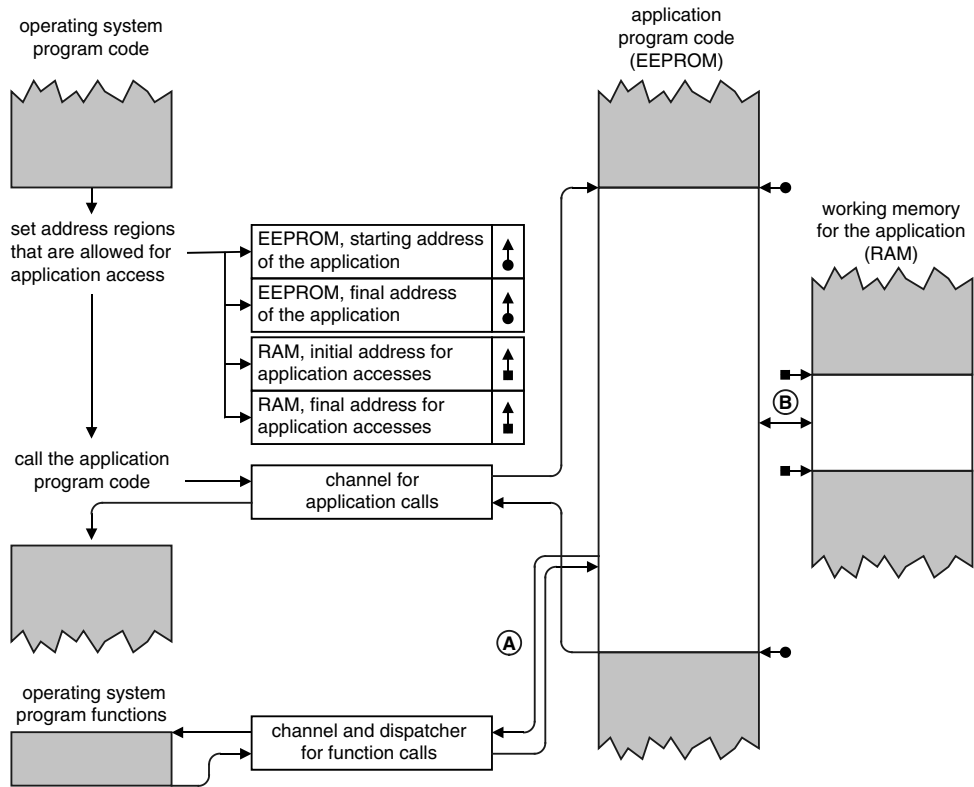 operating system
program code
application
program code
(EEPROM)
set address regions
that are allowed for
application access
EEPROM, starting address
of the application
EEPROM, final address
of the application
RAM, initial address for
application accesses
RAM, final address for
application accesses
working memory
for the application
(RAM)
B
call the application
program code
channel for
application calls
A
operating system
program functions
channel and dispatcher
for function calls